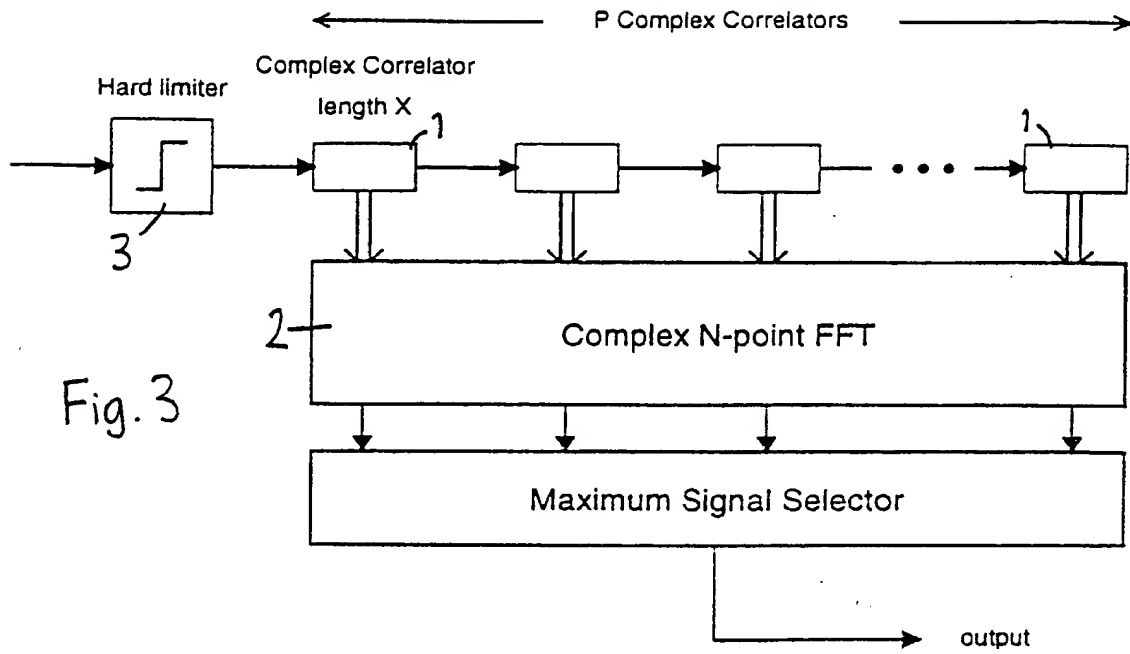 P Complex Correlators
Complex Correlator
Hard limiter
length X
1
1
3
2
Complex N-point FFT
Fig. 3
Maximum Signal Selector
output